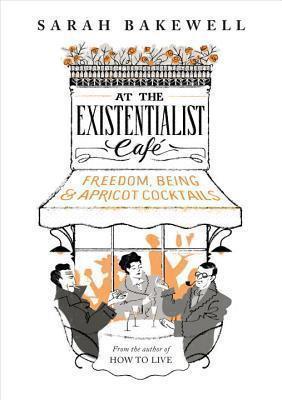 SARAH BAKEWELL
AT THE
EXISTENTIALIST
Café
FREEDOM, BEING
& APRICOT COCKTAILS
From the author of
HOW TO LIVE